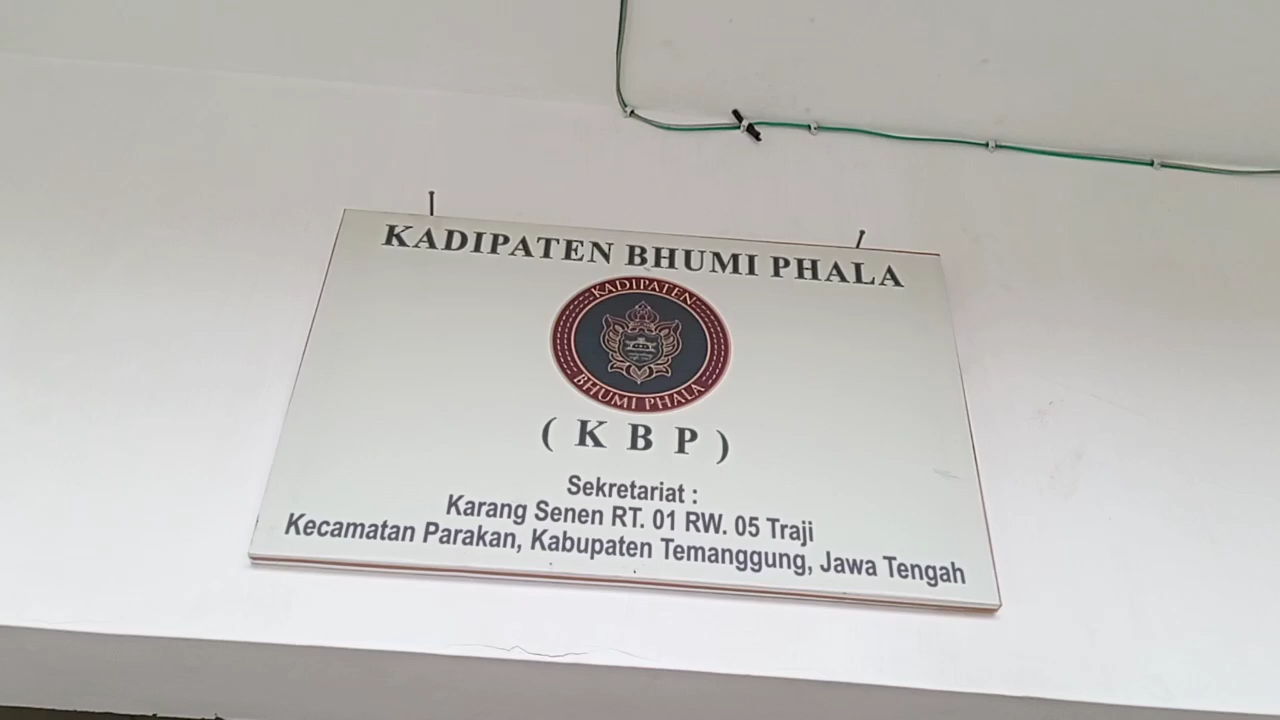 KADIPATEN BHUMI PHALA
KADIPATEN
BHUMI PHALA
( K B P )
Sekretariat :
Karang Senen RT. 01 RW. 05 Traji
Kecamatan Parakan, Kabupaten Temanggung, Jawa Tengah